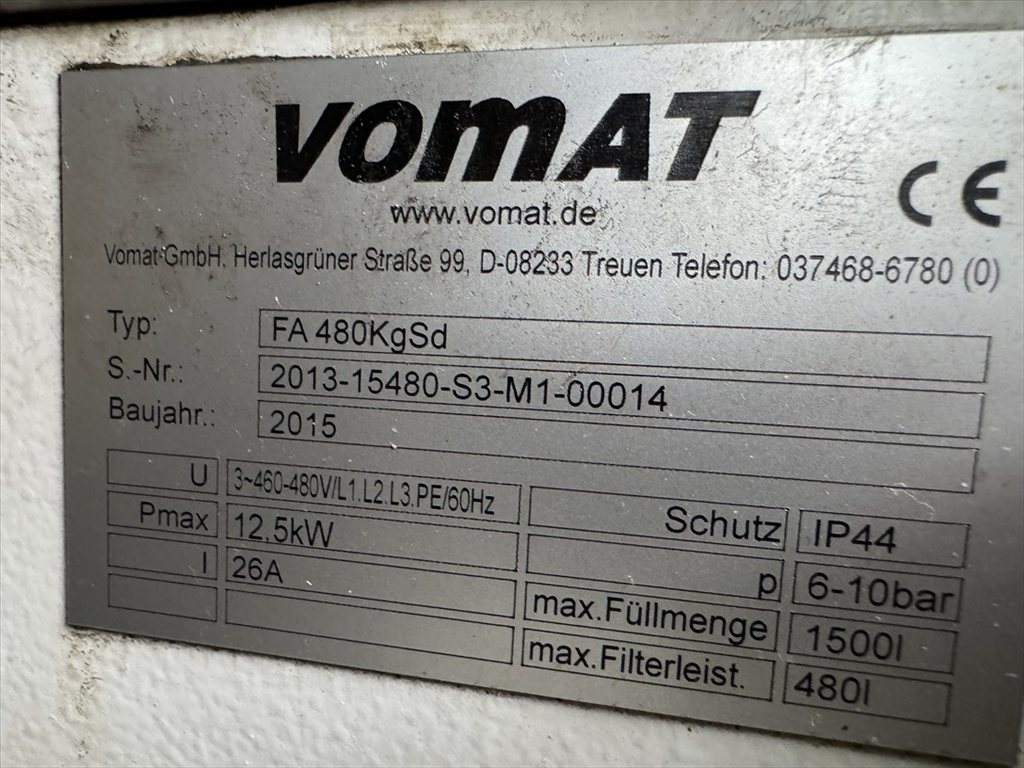 VOMAT
www.vomat.de
CE
Vomat GmbH. Herlasgrüner Straße 99, D-08233 Treuen Telefon: 037468-6780 (0)
Typ: FA 480KgSd
S.-Nr.: 2013-15480-S3-M1-00014
Baujahr.: 2015
U 3~460-480V/L1.L2.L3.PE/60Hz Schutz IP44
Pmax 12.5kW p 6-10bar
I 26A max.Füllmenge 1500l
max.Filterleist. 480l